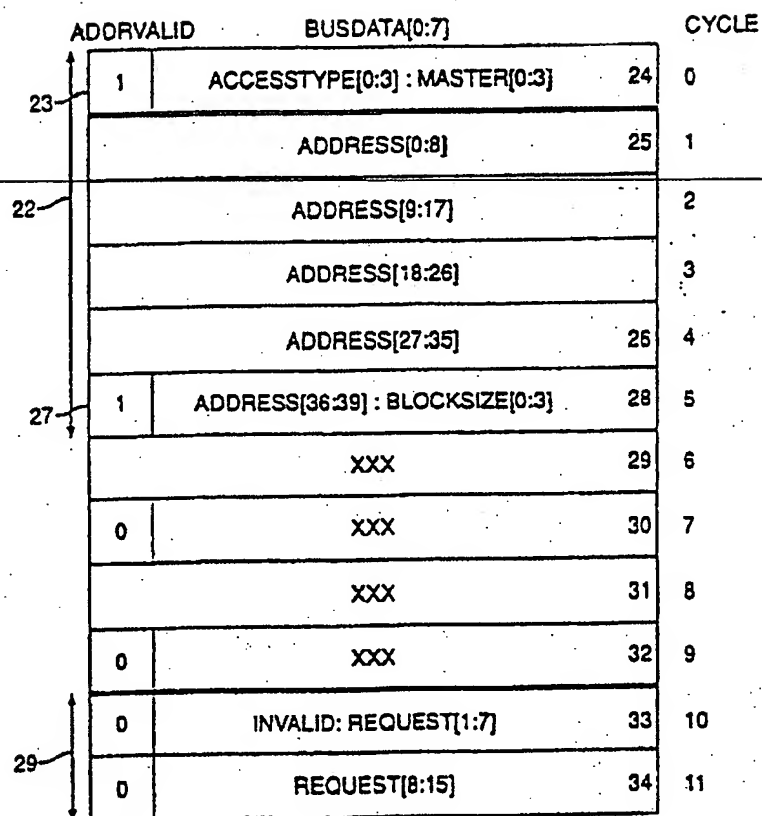 ADDRVALID BUSDATA[0:7] CYCLE
23 1 ACCESSTYPE[0:3] : MASTER[0:3] 24 0
ADDRESS[0:8] 25 1
22 ADDRESS[9:17] 2
ADDRESS[18:26] 3
ADDRESS[27:35] 26 4
27 1 ADDRESS[36:39] : BLOCKSIZE[0:3] 28 5
XXX 29 6
0 XXX 30 7
XXX 31 8
0 XXX 32 9
0 INVALID: REQUEST[1:7] 33 10
29 0 REQUEST[8:15] 34 11